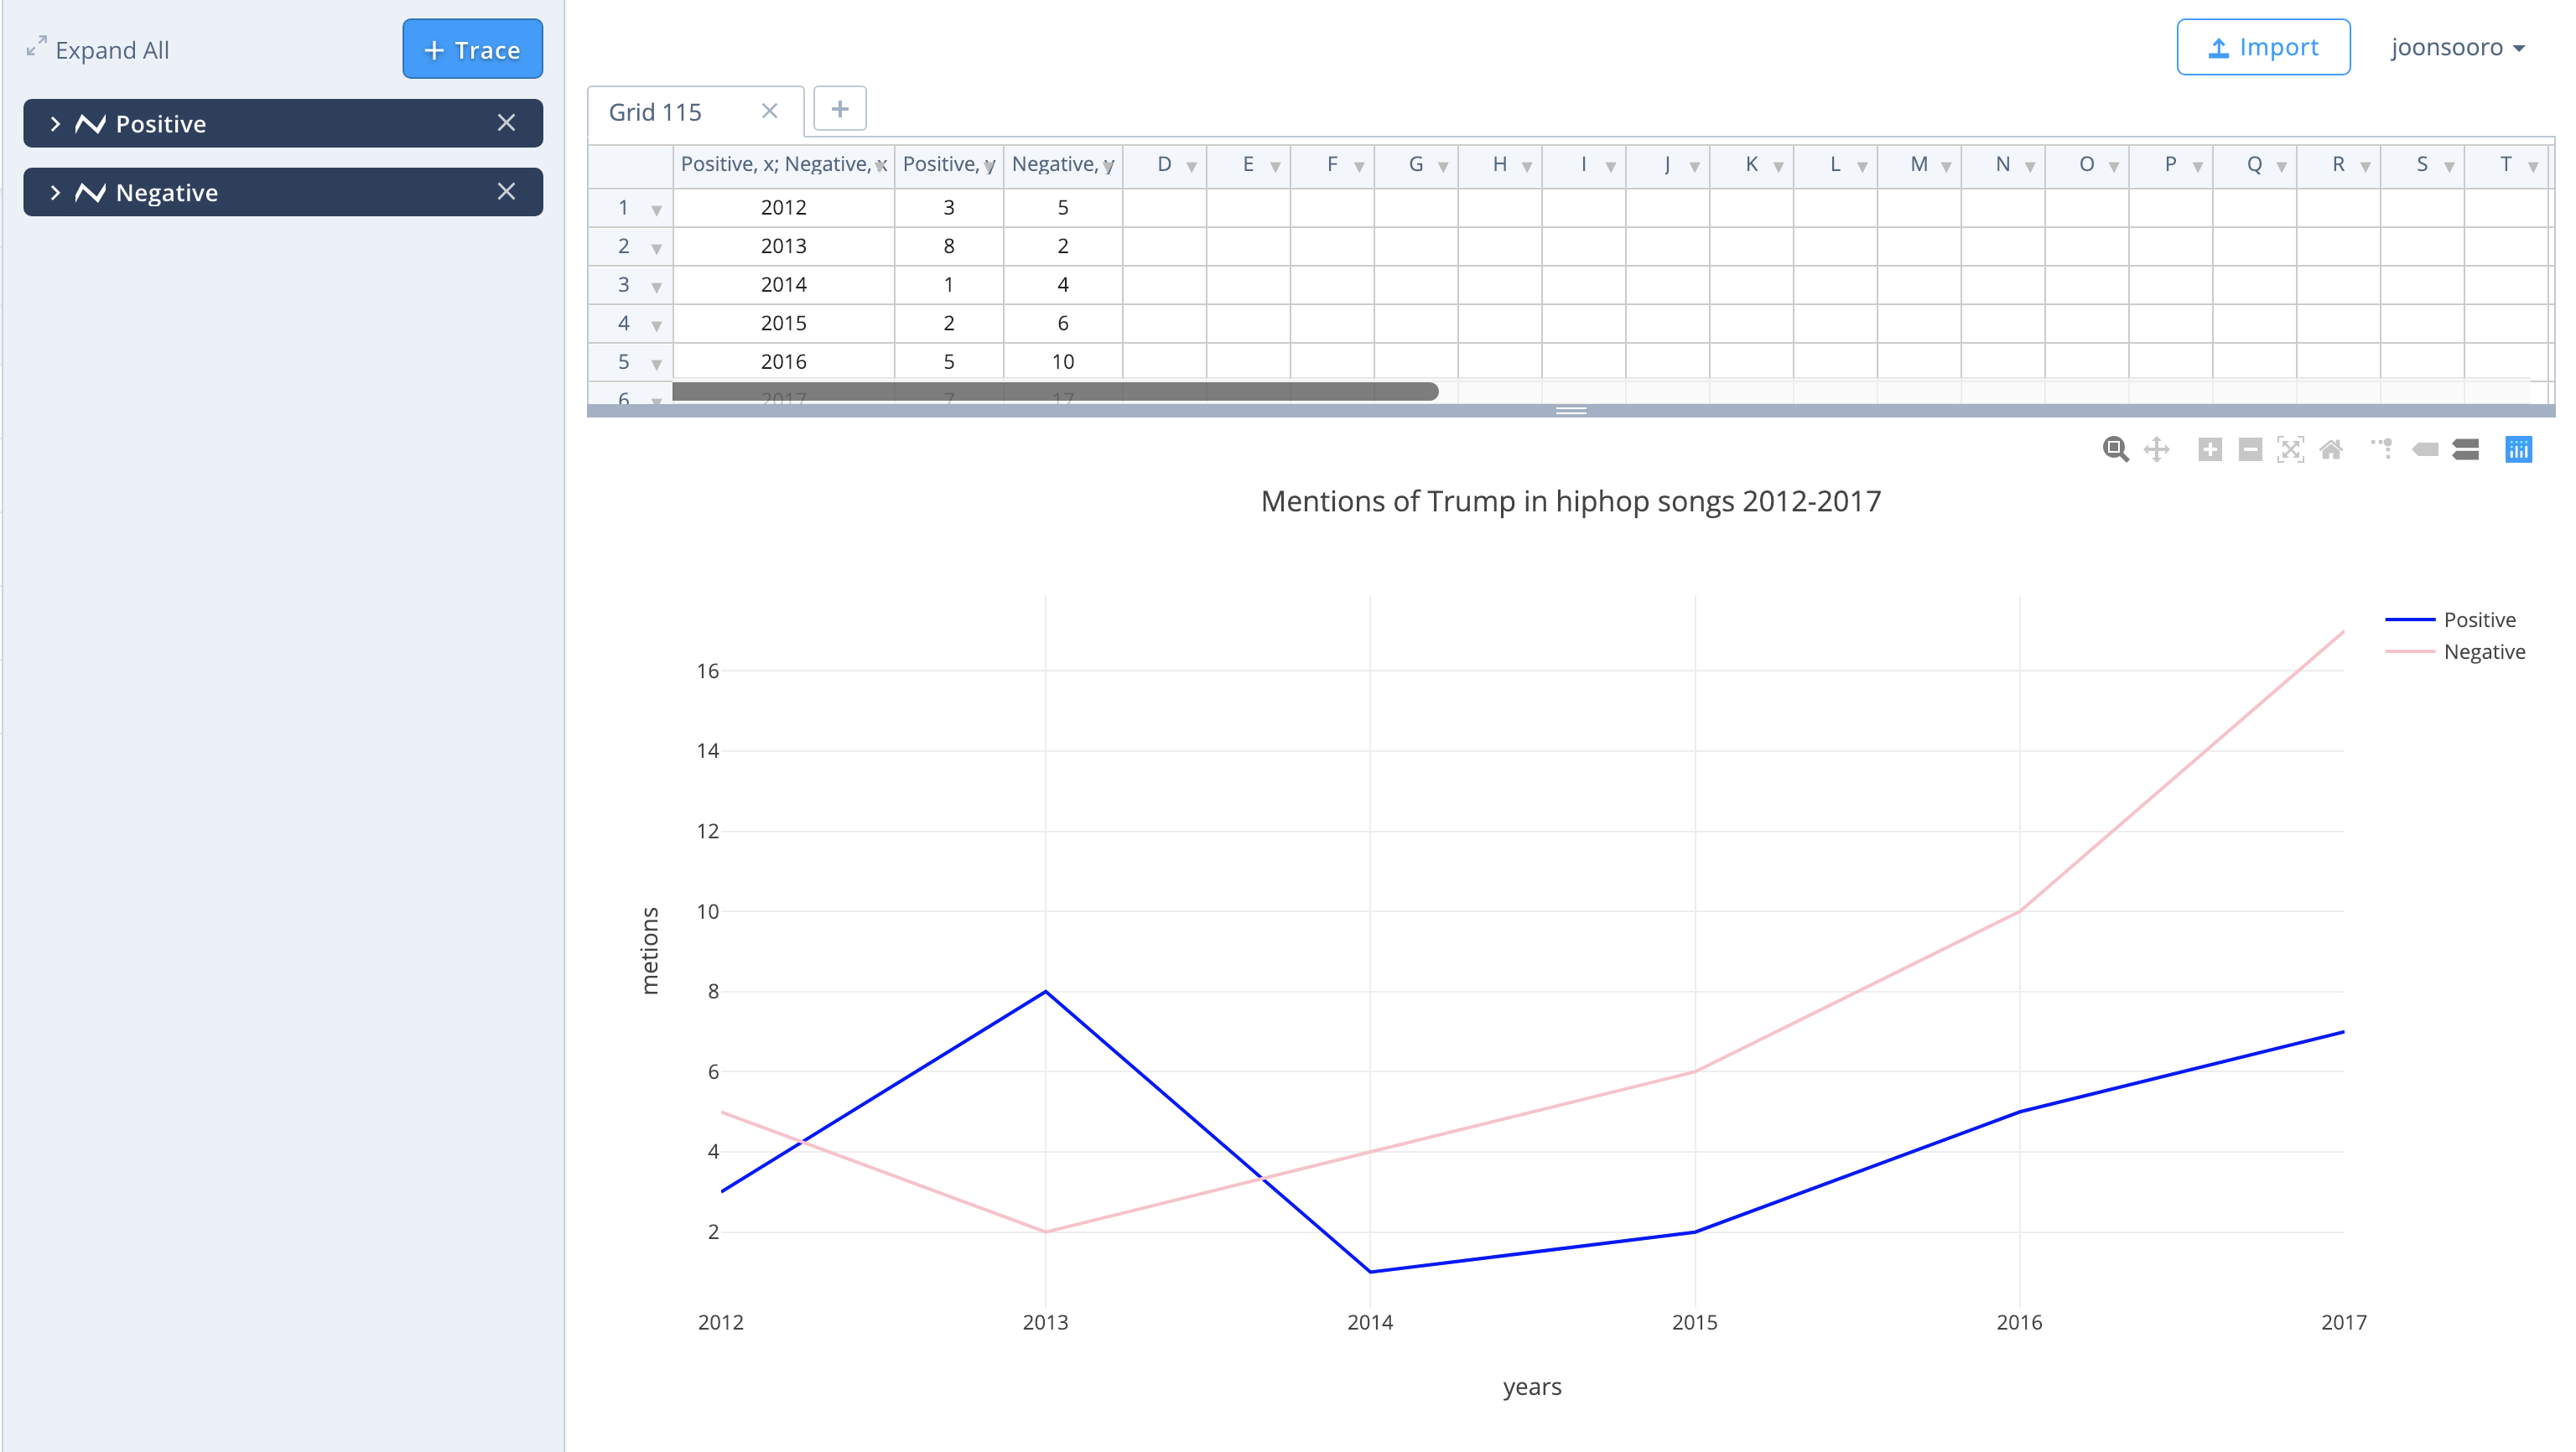 Expand All
+ Trace
Positive
Negative
Import
joonsooro
Grid 115
Positive, x; Negative, x Positive, y Negative, y D E F G H I J K L M N O P Q R S T
1 2012 3 5
2 2013 8 2
3 2014 1 4
4 2015 2 6
5 2016 5 10
6 2017 7 17
Mentions of Trump in hiphop songs 2012-2017
Positive
Negative
16
14
12
10
8
6
4
2
metions
2012 2013 2014 2015 2016 2017
years